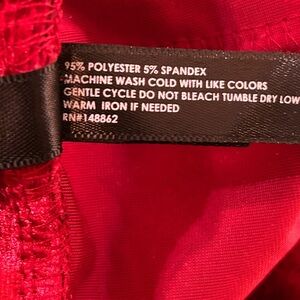 95% POLYESTER 5% SPANDEX
MACHINE WASH COLD WITH LIKE COLORS
GENTLE CYCLE DO NOT BLEACH TUMBLE DRY LOW
WARM IRON IF NEEDED
RN#148862